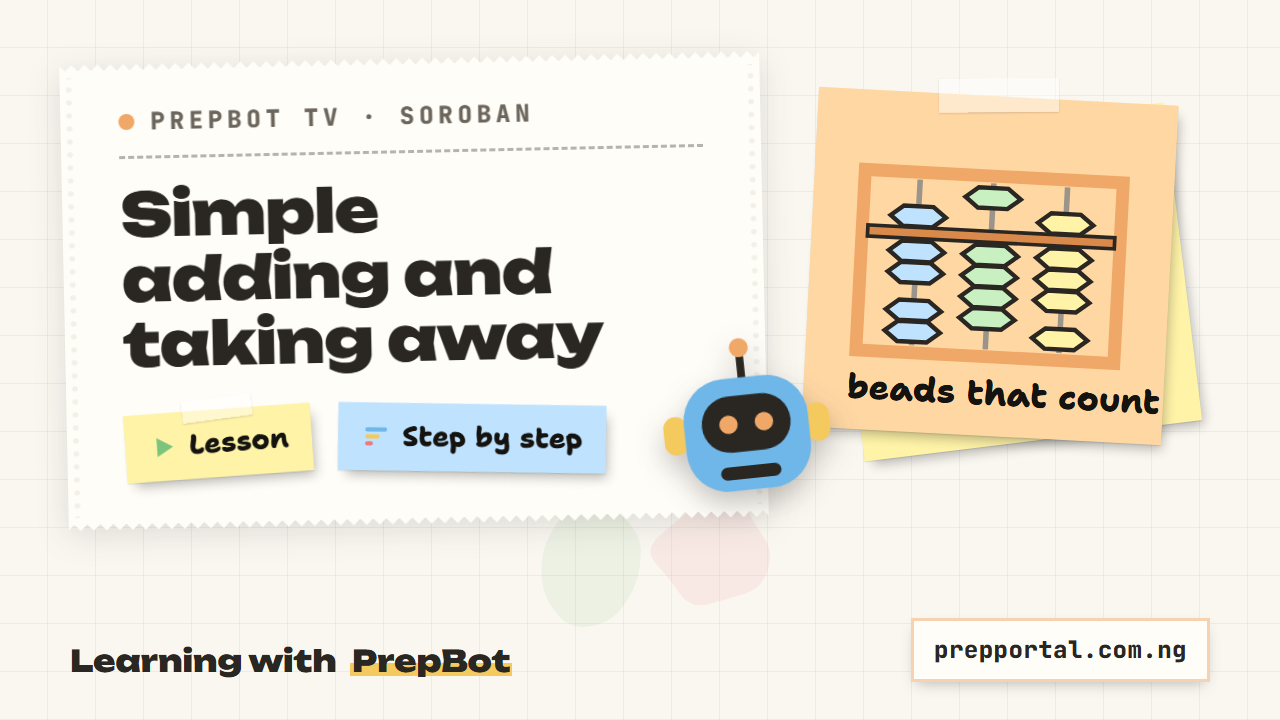 PREPBOT TV · SOROBAN
Simple
adding and
taking away
Lesson
Step by step
beads that count
Learning with PrepBot
prepportal.com.ng